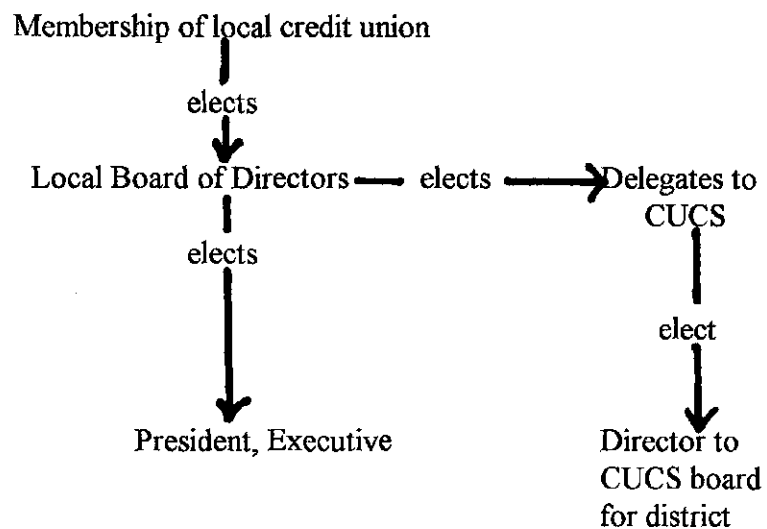 Membership of local credit union
elects
Local Board of Directors elects Delegates to
CUCS
elects
elect
President, Executive
Director to
CUCS board
for district